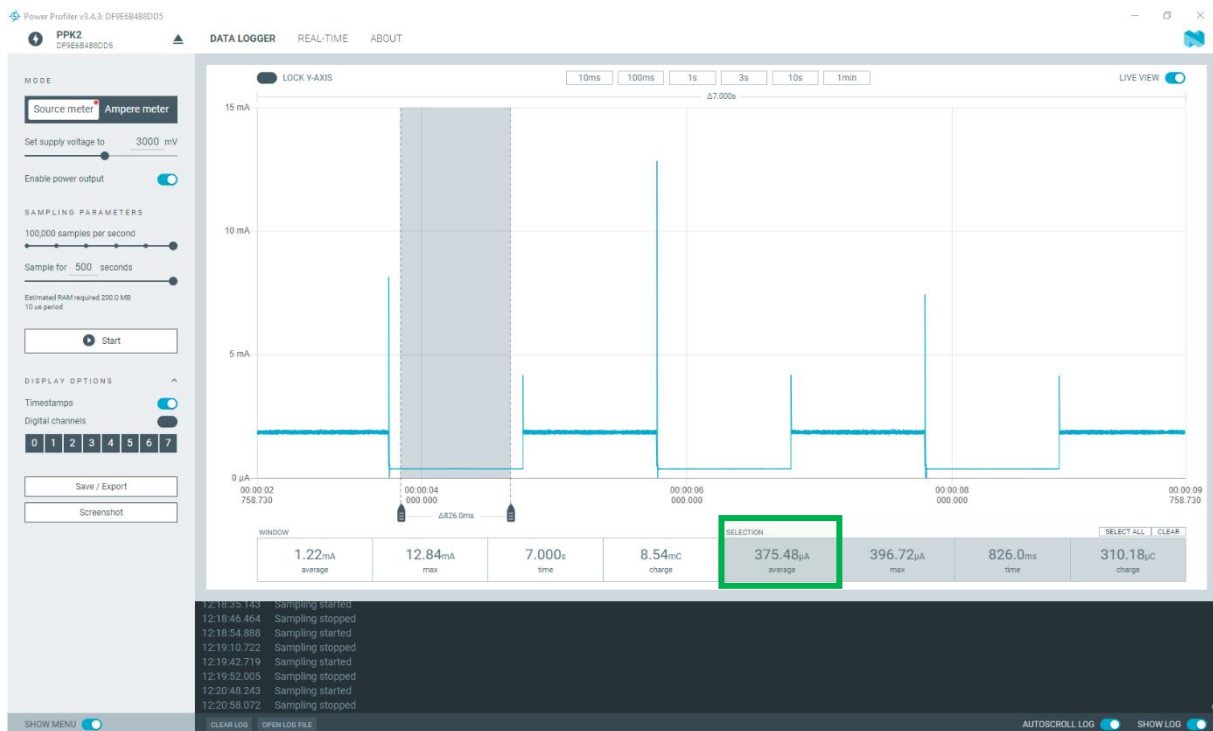 Power Profiler v3.4.3: DF9E6B4B8DD5
PPK2
DF9E6B4B8DD5
DATA LOGGER REAL-TIME ABOUT
MODE
Source meter Ampere meter
Set supply voltage to 3000 mV
Enable power output
SAMPLING PARAMETERS
100,000 samples per second
Sample for 500 seconds
Estimated RAM required 200.0 MB
10 us period
Start
DISPLAY OPTIONS
Timestamps
Digital channels
0 1 2 3 4 5 6 7
Save / Export
Screenshot
SHOW MENU
LOCK Y-AXIS 10ms 100ms 1s 3s 10s 1min LIVE VIEW
Δ7.000s
15 mA
10 mA
5 mA
0 µA
00:00:02 00:00:04 00:00:06 00:00:08 00:00:09
758.730 000.000 000.000 000.000 758.730
Δ826.0ms
WINDOW SELECTION SELECT ALL CLEAR
1.22mA 12.84mA 7.000s 8.54mC 375.48µA 396.72µA 826.0ms 310.18µC
average max time charge average max time charge
12:18:35.143 Sampling started
12:18:46.464 Sampling stopped
12:18:54.888 Sampling started
12:19:10.722 Sampling stopped
12:19:42.719 Sampling started
12:19:52.005 Sampling stopped
12:20:48.243 Sampling started
12:20:58.072 Sampling stopped
CLEAR LOG OPEN LOG FILE AUTOSCROLL LOG SHOW LOG